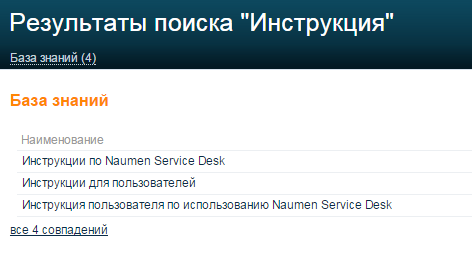 Результаты поиска "Инструкция"
База знаний (4)
База знаний
Наименование
Инструкции по Naumen Service Desk
Инструкции для пользователей
Инструкция пользователя по использованию Naumen Service Desk
все 4 совпадений